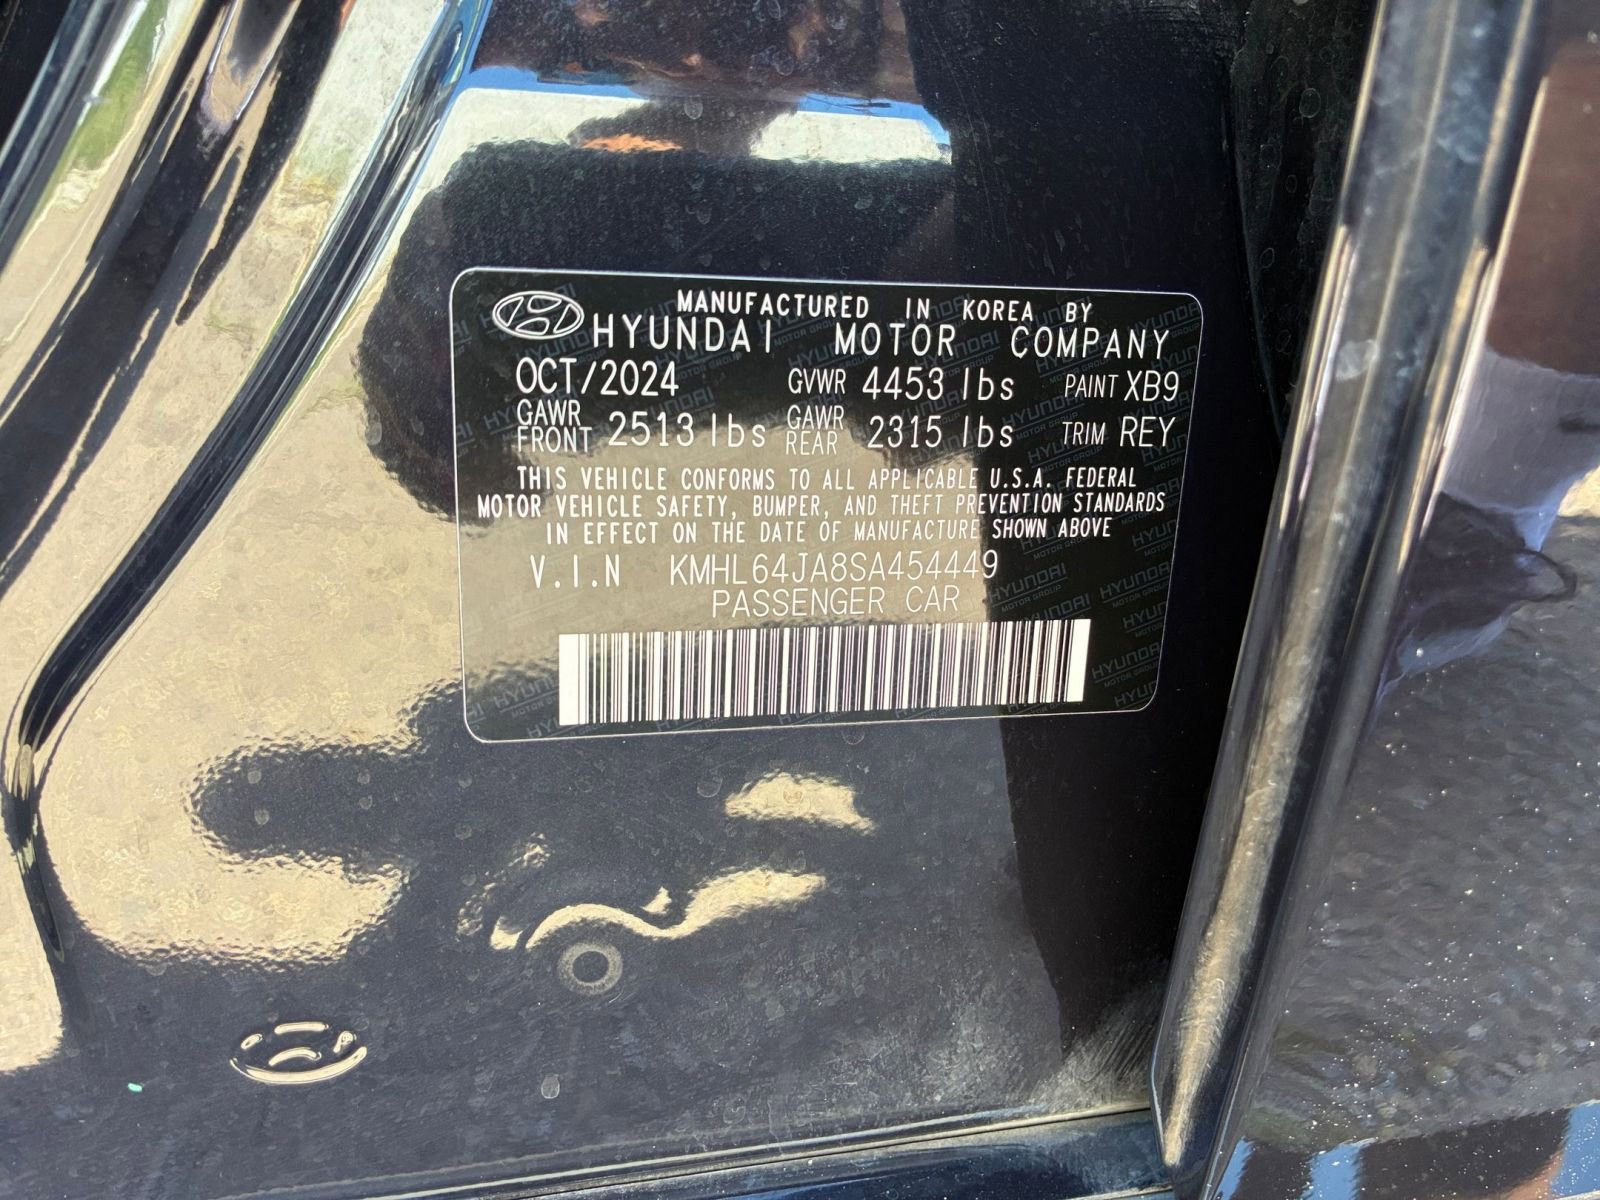 MANUFACTURED IN KOREA BY
HYUNDAI MOTOR COMPANY
OCT/2024 GVWR 4453 lbs PAINT XB9
GAWR FRONT 2513 lbs GAWR REAR 2315 lbs TRIM REY
THIS VEHICLE CONFORMS TO ALL APPLICABLE U.S.A. FEDERAL
MOTOR VEHICLE SAFETY, BUMPER, AND THEFT PREVENTION STANDARDS
IN EFFECT ON THE DATE OF MANUFACTURE SHOWN ABOVE
V.I.N KMHL64JA8SA454449
PASSENGER CAR